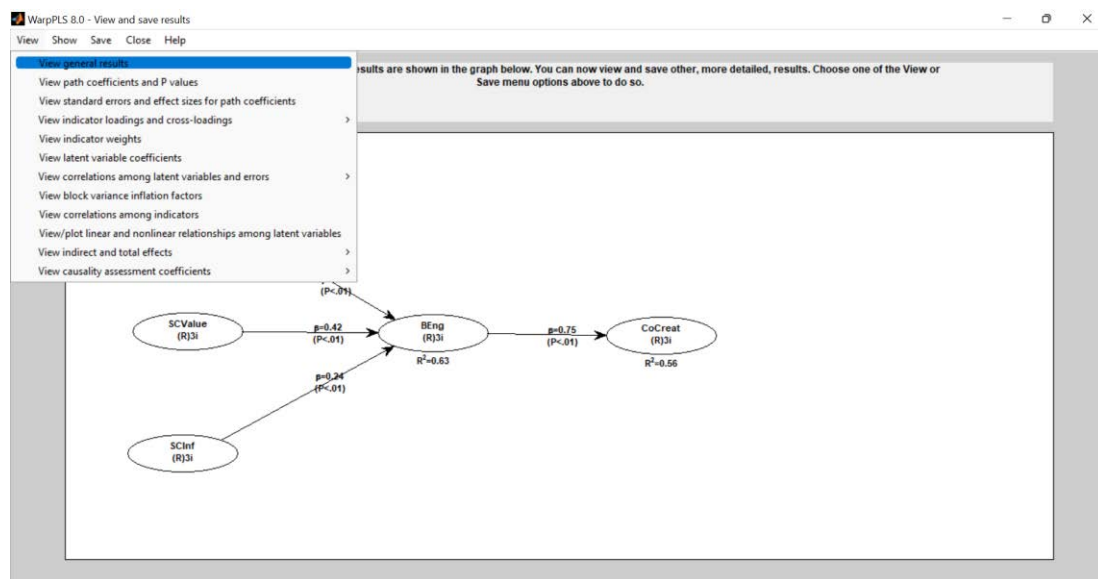 WarpPLS 8.0 - View and save results
View Show Save Close Help
View general results
View path coefficients and P values
View standard errors and effect sizes for path coefficients
View indicator loadings and cross-loadings
View indicator weights
View latent variable coefficients
View correlations among latent variables and errors
View block variance inflation factors
View correlations among indicators
View/plot linear and nonlinear relationships among latent variables
View indirect and total effects
View causality assessment coefficients
esults are shown in the graph below. You can now view and save other, more detailed, results. Choose one of the View or
Save menu options above to do so.
(P<.01)
SCValue
(R)3i
β=0.42
(P<.01)
BEng
(R)3i
R²=0.63
β=0.75
(P<.01)
CoCreat
(R)3i
R²=0.56
β=0.24
(P<.01)
SCInf
(R)3i